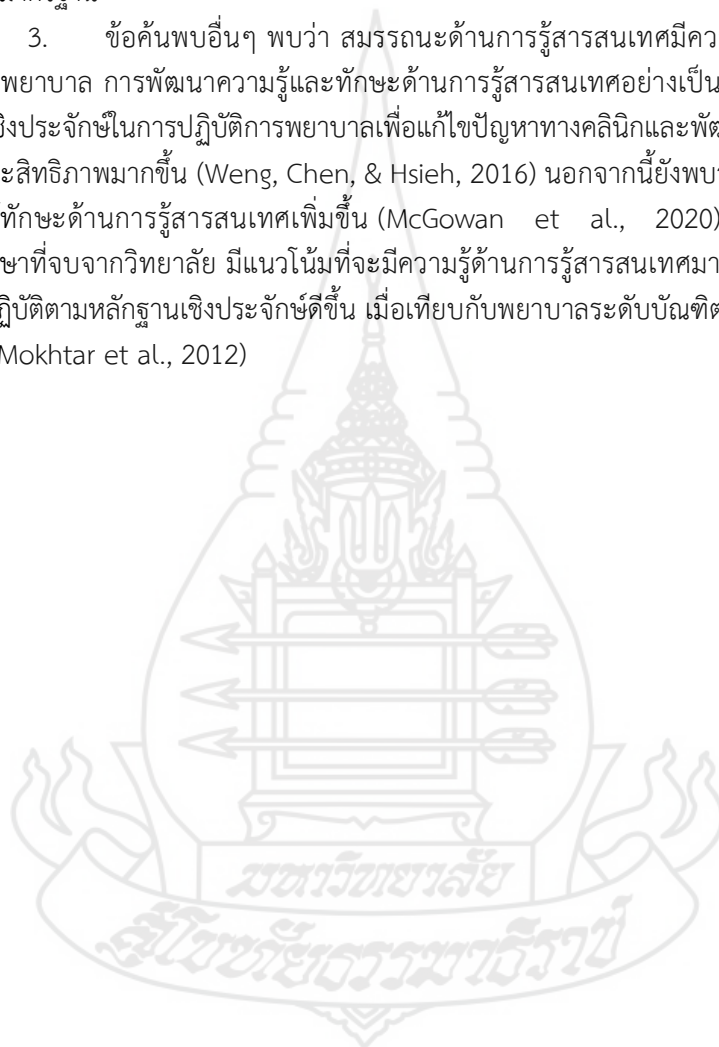 3. ข้อค้นพบอื่นๆ พบว่า สมรรถนะด้านการรู้สารสนเทศมีคว
พยาบาล การพัฒนาความรู้และทักษะด้านการรู้สารสนเทศอย่างเป็น
ชิงประจักษ์ในการปฏิบัติการพยาบาลเพื่อแก้ไขปัญหาทางคลินิกและพัฒ
ะสิทธิภาพมากขึ้น (Weng, Chen, & Hsieh, 2016) นอกจากนี้ยังพบ
ทักษะด้านการรู้สารสนเทศเพิ่มขึ้น (McGowan et al., 2020)
ษาที่จบจากวิทยาลัย มีแนวโน้มที่จะมีความรู้ด้านการรู้สารสนเทศมา
ฏิบัติตามหลักฐานเชิงประจักษ์ดีขึ้น เมื่อเทียบกับพยาบาลระดับบัณฑิต
Mokhtar et al., 2012)
มหาวิทยาลัย
สุโขทัยธรรมาธิราช